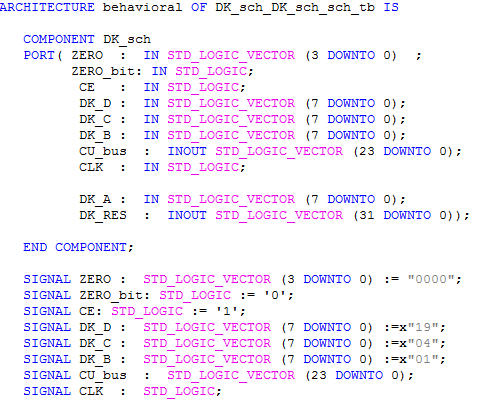 ARCHITECTURE behavioral OF DK_sch_DK_sch_sch_tb IS
COMPONENT DK_sch
PORT( ZERO : IN STD_LOGIC_VECTOR (3 DOWNTO 0) ;
ZERO_bit: IN STD_LOGIC;
CE : IN STD_LOGIC;
DK_D : IN STD_LOGIC_VECTOR (7 DOWNTO 0);
DK_C : IN STD_LOGIC_VECTOR (7 DOWNTO 0);
DK_B : IN STD_LOGIC_VECTOR (7 DOWNTO 0);
CU_bus : INOUT STD_LOGIC_VECTOR (23 DOWNTO 0);
CLK : IN STD_LOGIC;
DK_A : IN STD_LOGIC_VECTOR (7 DOWNTO 0);
DK_RES : INOUT STD_LOGIC_VECTOR (31 DOWNTO 0));
END COMPONENT;
SIGNAL ZERO : STD_LOGIC_VECTOR (3 DOWNTO 0) := "0000";
SIGNAL ZERO_bit: STD_LOGIC := '0';
SIGNAL CE: STD_LOGIC := '1';
SIGNAL DK_D : STD_LOGIC_VECTOR (7 DOWNTO 0) :=x"19";
SIGNAL DK_C : STD_LOGIC_VECTOR (7 DOWNTO 0) :=x"04";
SIGNAL DK_B : STD_LOGIC_VECTOR (7 DOWNTO 0) :=x"01";
SIGNAL CU_bus : STD_LOGIC_VECTOR (23 DOWNTO 0);
SIGNAL CLK : STD_LOGIC;